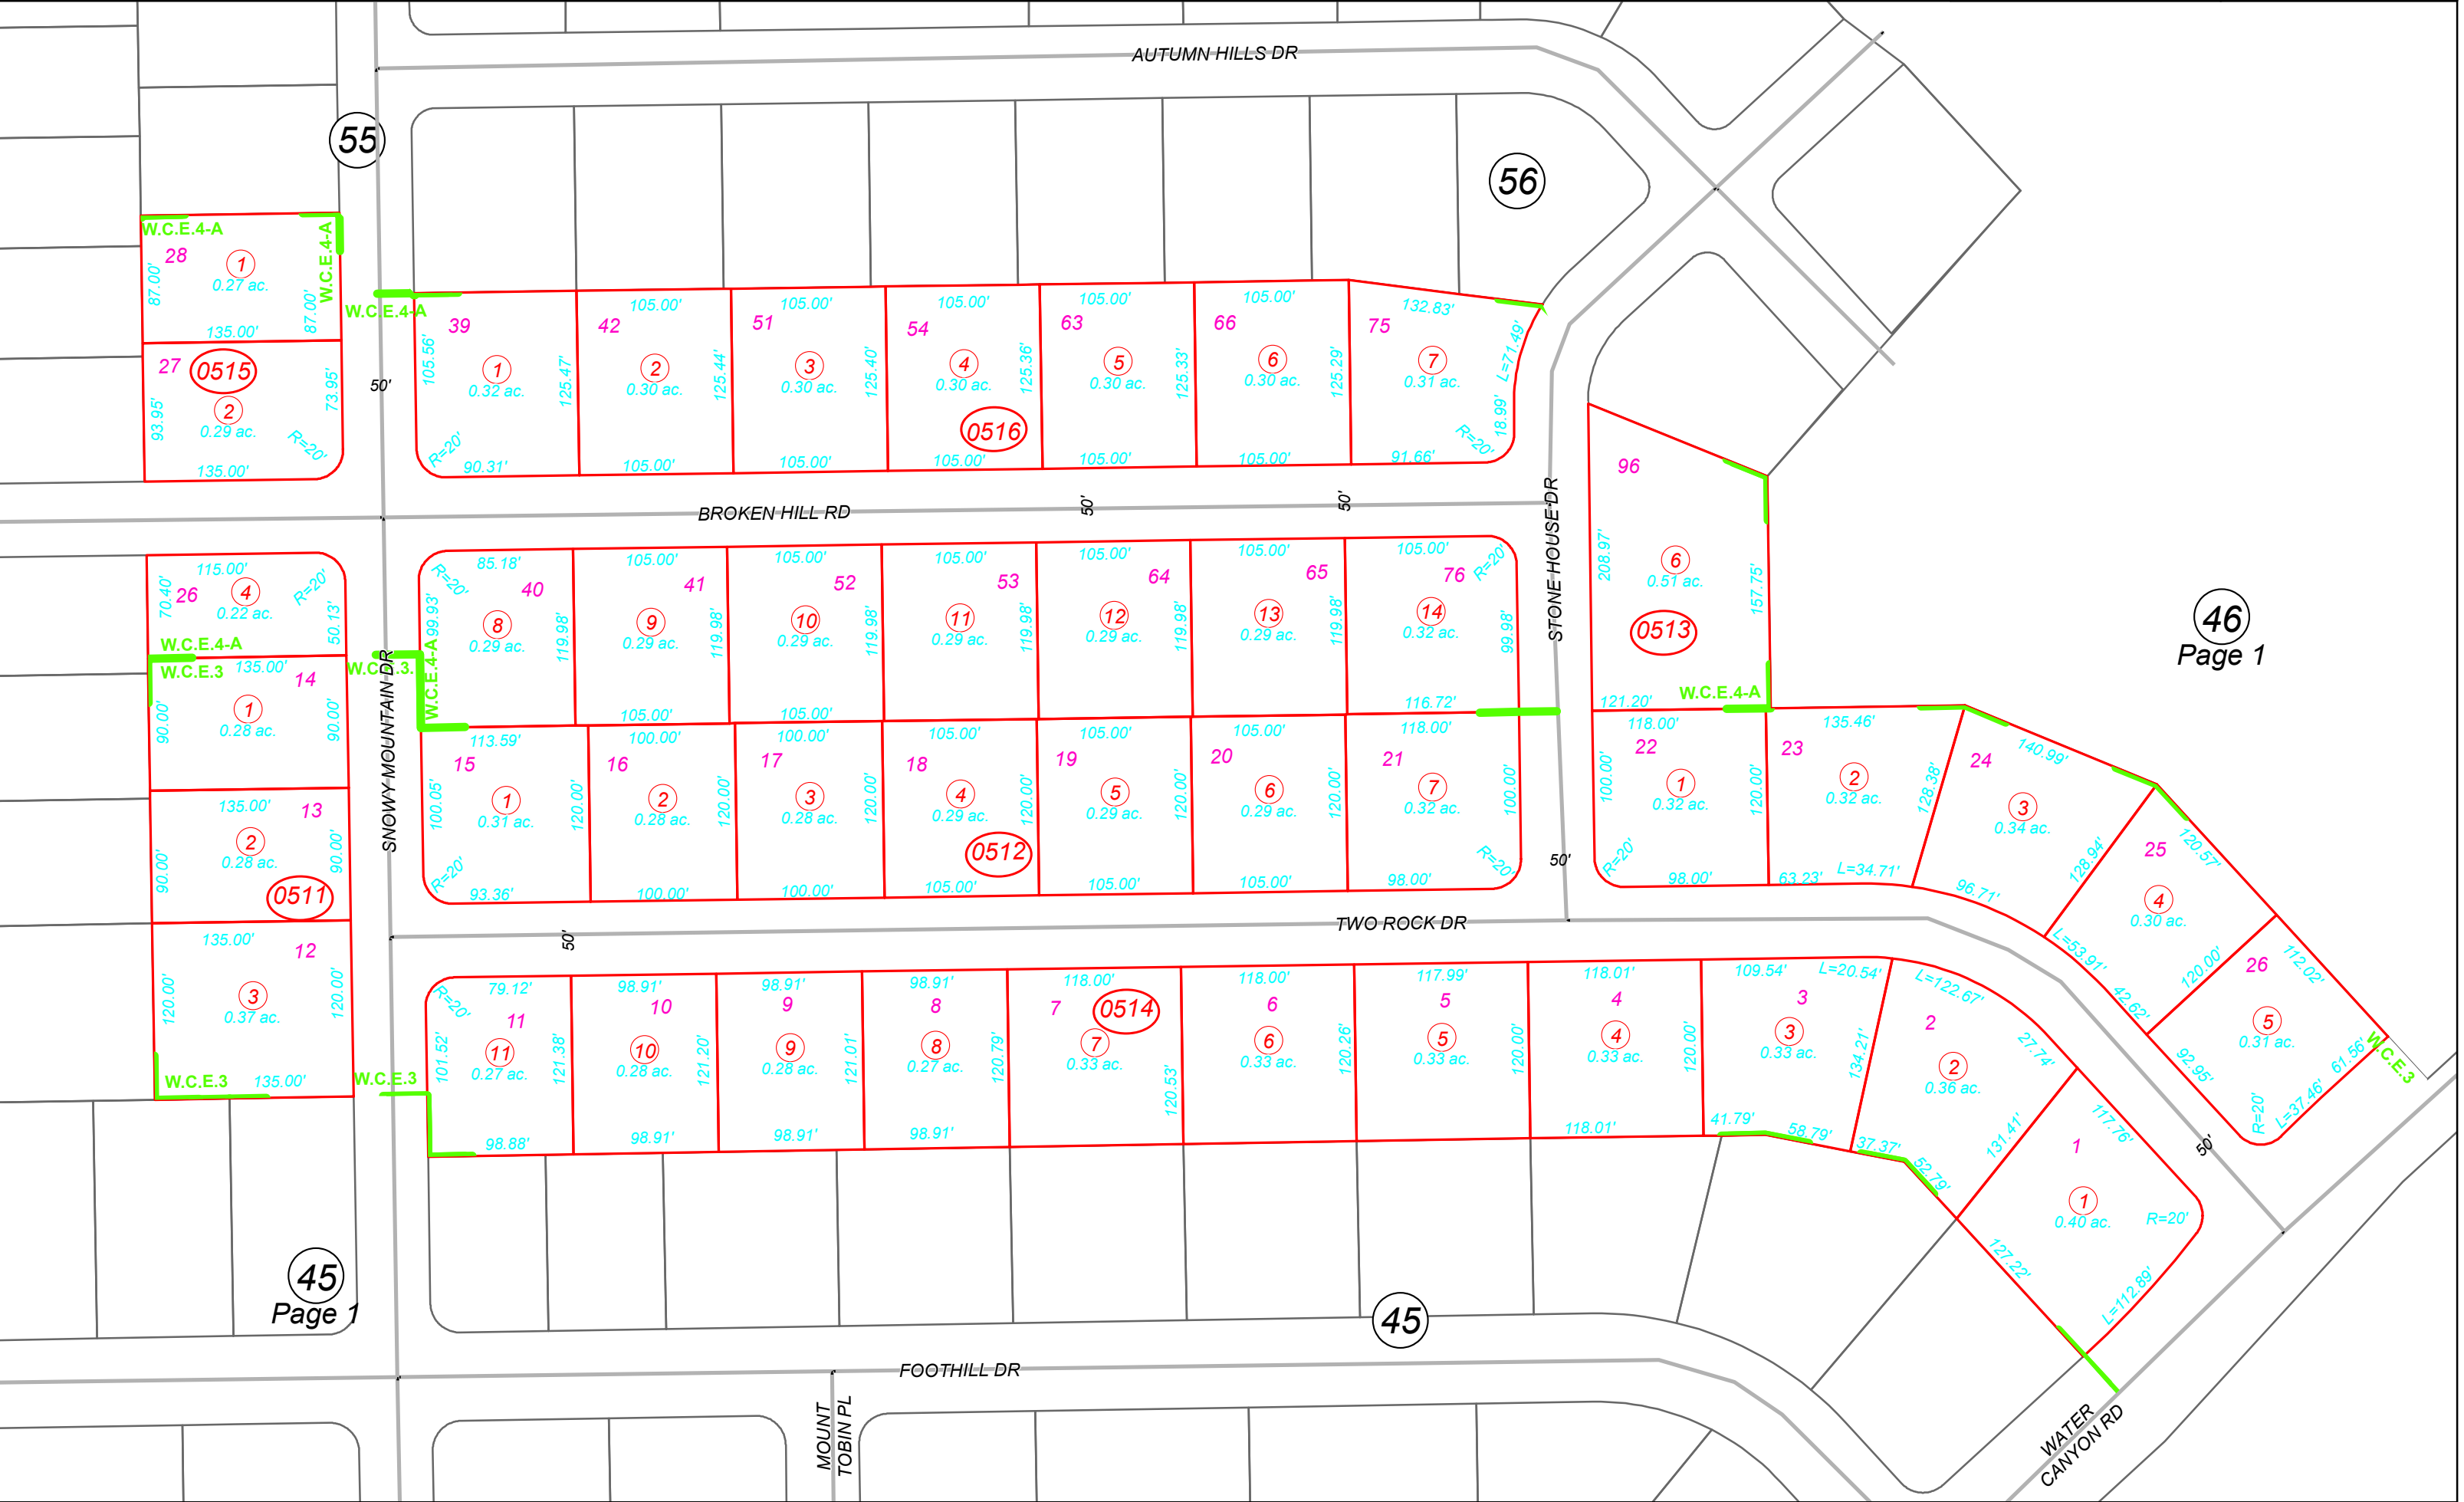 AUTUMN HILLS DR
55
56
W.C.E.4-A
28
1
0.27 ac.
87.00'
87.00'
135.00'
W.C.E.4-A
W.C.E.4-A
27
0515
2
0.29 ac.
93.95'
73.95'
R=20'
135.00'
50'
39
1
0.32 ac.
105.56'
125.47'
R=20'
90.31'
105.00'
42
2
0.30 ac.
125.44'
105.00'
105.00'
51
3
0.30 ac.
125.40'
105.00'
105.00'
54
4
0.30 ac.
125.36'
0516
105.00'
105.00'
63
5
0.30 ac.
125.33'
105.00'
105.00'
66
6
0.30 ac.
125.29'
105.00'
132.83'
75
7
0.31 ac.
L=71.49'
18.99'
R=20'
91.66'
BROKEN HILL RD
50'
50'
STONE HOUSE DR
96
208.97'
6
0.51 ac.
157.75'
0513
121.20'
W.C.E.4-A
46
Page 1
115.00'
70.40'
26
4
0.22 ac.
R=20'
50.13'
W.C.E.4-A
W.C.E.3
135.00'
14
1
0.28 ac.
90.00'
90.00'
135.00'
13
2
0.28 ac.
90.00'
90.00'
0511
135.00'
12
3
0.37 ac.
120.00'
120.00'
W.C.E.3
135.00'
SNOWY MOUNTAIN DR
W.C.E.3.
W.C.E.4-A
85.18'
R=20'
40
99.93'
8
0.29 ac.
119.98'
105.00'
41
9
0.29 ac.
119.98'
105.00'
105.00'
52
10
0.29 ac.
119.98'
105.00'
105.00'
53
11
0.29 ac.
119.98'
105.00'
64
12
0.29 ac.
119.98'
105.00'
65
13
0.29 ac.
119.98'
105.00'
R=20'
76
14
0.32 ac.
99.98'
116.72'
113.59'
15
1
0.31 ac.
100.05'
120.00'
R=20'
93.36'
100.00'
16
2
0.28 ac.
120.00'
100.00'
100.00'
17
3
0.28 ac.
120.00'
100.00'
105.00'
18
4
0.29 ac.
120.00'
0512
105.00'
105.00'
19
5
0.29 ac.
120.00'
105.00'
105.00'
20
6
0.29 ac.
120.00'
105.00'
118.00'
21
7
0.32 ac.
100.00'
R=20'
98.00'
50'
118.00'
22
1
0.32 ac.
100.00'
120.00'
R=20'
98.00'
135.46'
23
2
0.32 ac.
128.38'
63.23'
L=34.71'
140.99'
24
3
0.34 ac.
128.94'
96.71'
120.57'
25
4
0.30 ac.
L=53.91'
42.62'
120.00'
112.02'
26
5
0.31 ac.
92.95'
R=20'
L=37.46'
61.56'
W.C.E.3
TWO ROCK DR
50'
50'
W.C.E.3
79.12'
R=20'
11
101.52'
11
0.27 ac.
121.38'
98.88'
98.91'
10
10
0.28 ac.
121.20'
98.91'
98.91'
9
9
0.28 ac.
121.01'
98.91'
98.91'
8
8
0.27 ac.
120.79'
98.91'
118.00'
7
0514
7
0.33 ac.
120.53'
118.00'
6
6
0.33 ac.
120.26'
117.99'
5
5
0.33 ac.
120.00'
118.01'
4
4
0.33 ac.
120.00'
118.01'
109.54'
L=20.54'
3
3
0.33 ac.
134.21'
41.79'
58.79'
L=122.67'
27.74'
2
2
0.36 ac.
131.41'
37.37'
52.79'
117.76'
1
1
0.40 ac.
R=20'
127.22'
L=112.89'
45
Page 1
45
FOOTHILL DR
MOUNT
TOBIN PL
WATER
CANYON RD